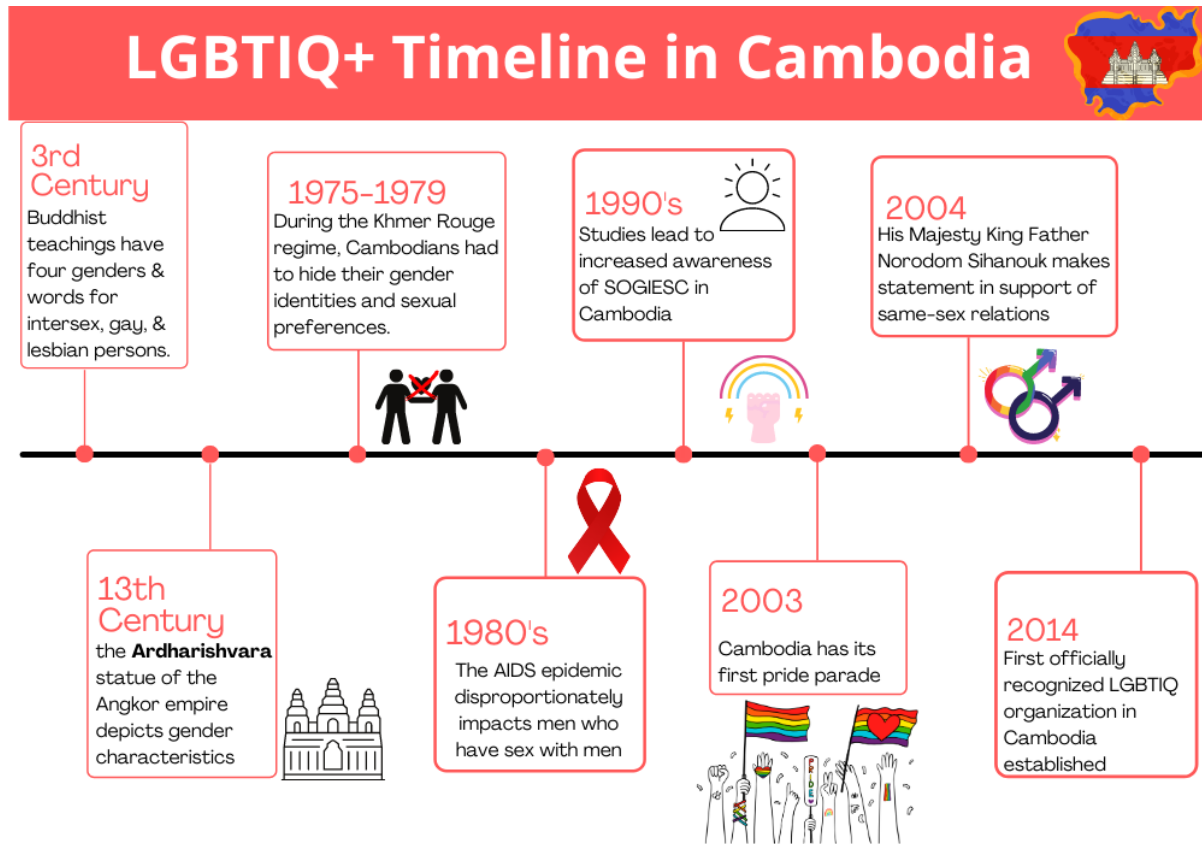 LGBTIQ+ Timeline in Cambodia
3rd
Century
Buddhist
teachings have
four genders &
words for
intersex, gay, &
lesbian persons.
1975-1979
During the Khmer Rouge
regime, Cambodians had
to hide their gender
identities and sexual
preferences.
1990's
Studies lead to
increased awareness
of SOGIESC in
Cambodia
2004
His Majesty King Father
Norodom Sihanouk makes
statement in support of
same-sex relations
13th
Century
the Ardharishvara
statue of the
Angkor empire
depicts gender
characteristics
1980's
The AIDS epidemic
disproportionately
impacts men who
have sex with men
2003
Cambodia has its
first pride parade
PRIDE
2014
First officially
recognized LGBTIQ
organization in
Cambodia
established